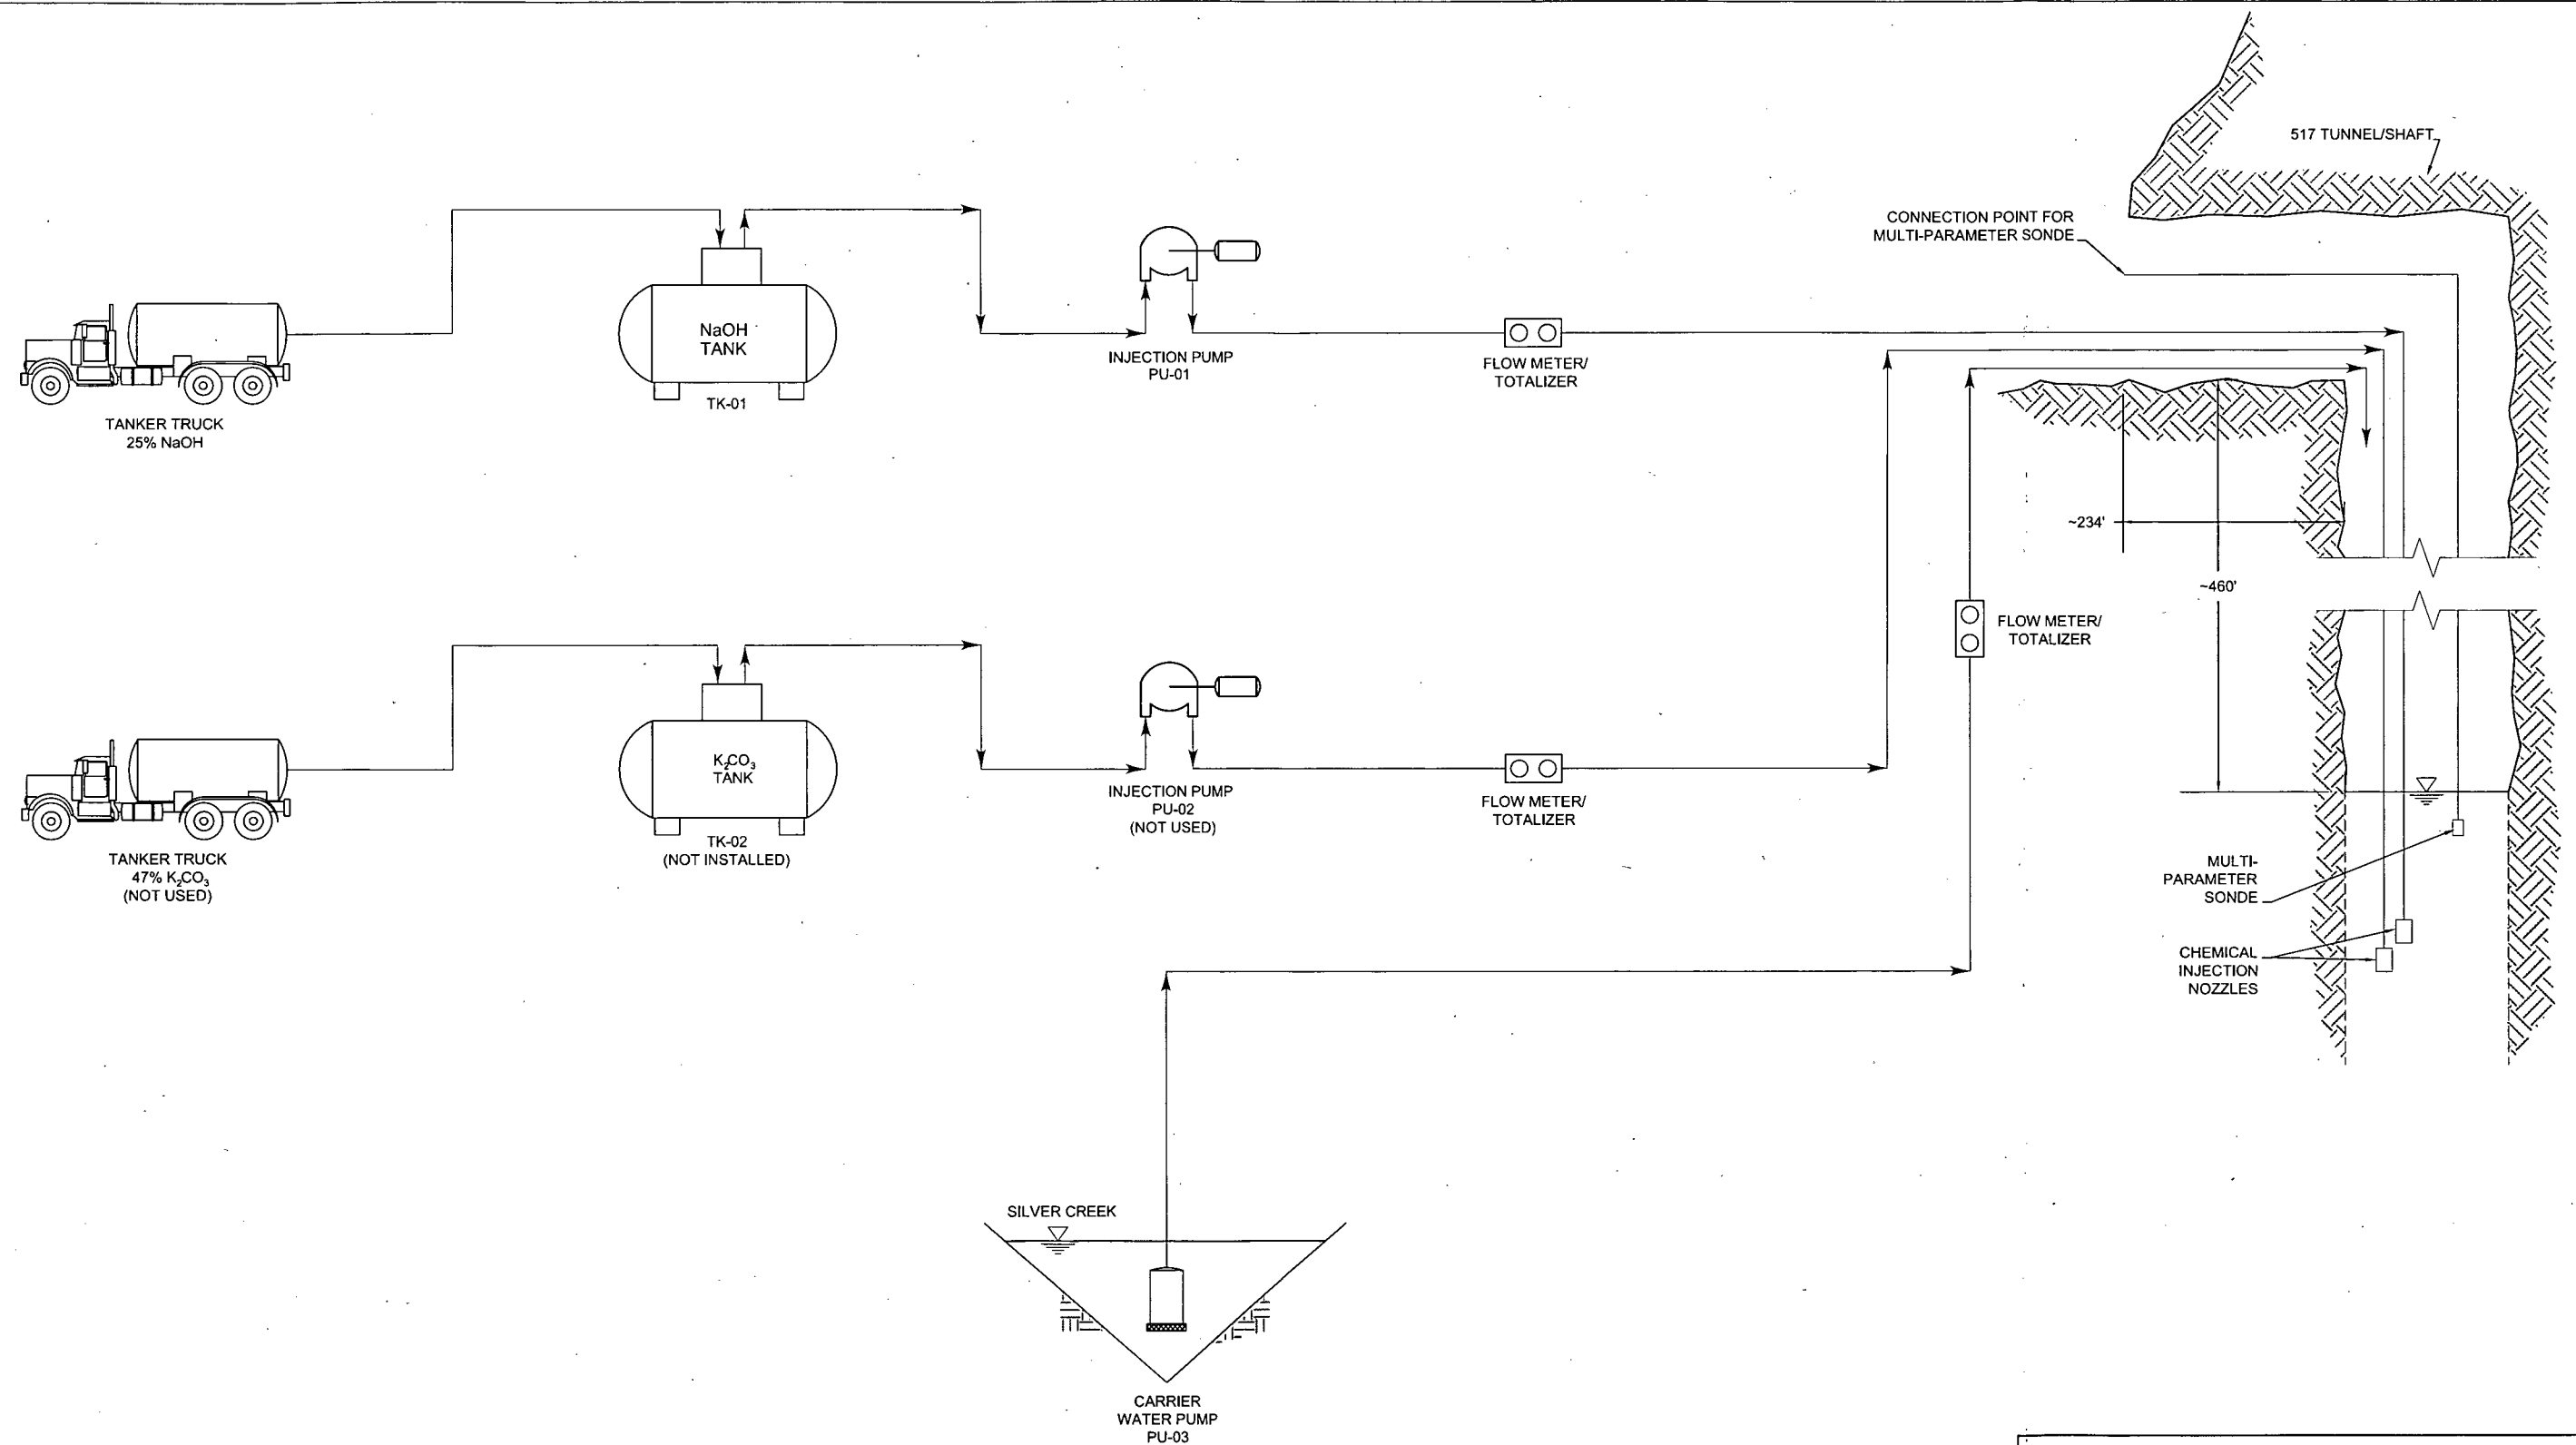 517 TUNNEL/SHAFT
CONNECTION POINT FOR
MULTI-PARAMETER SONDE
NaOH
TANK
TK-01
INJECTION PUMP
PU-01
FLOW METER/
TOTALIZER
TANKER TRUCK
25% NaOH
~234'
~460'
FLOW METER/
TOTALIZER
K₂CO₃
TANK
TK-02
(NOT INSTALLED)
INJECTION PUMP
PU-02
(NOT USED)
FLOW METER/
TOTALIZER
TANKER TRUCK
47% K₂CO₃
(NOT USED)
MULTI-
PARAMETER
SONDE
CHEMICAL
INJECTION
NOZZLES
SILVER CREEK
CARRIER
WATER PUMP
PU-03